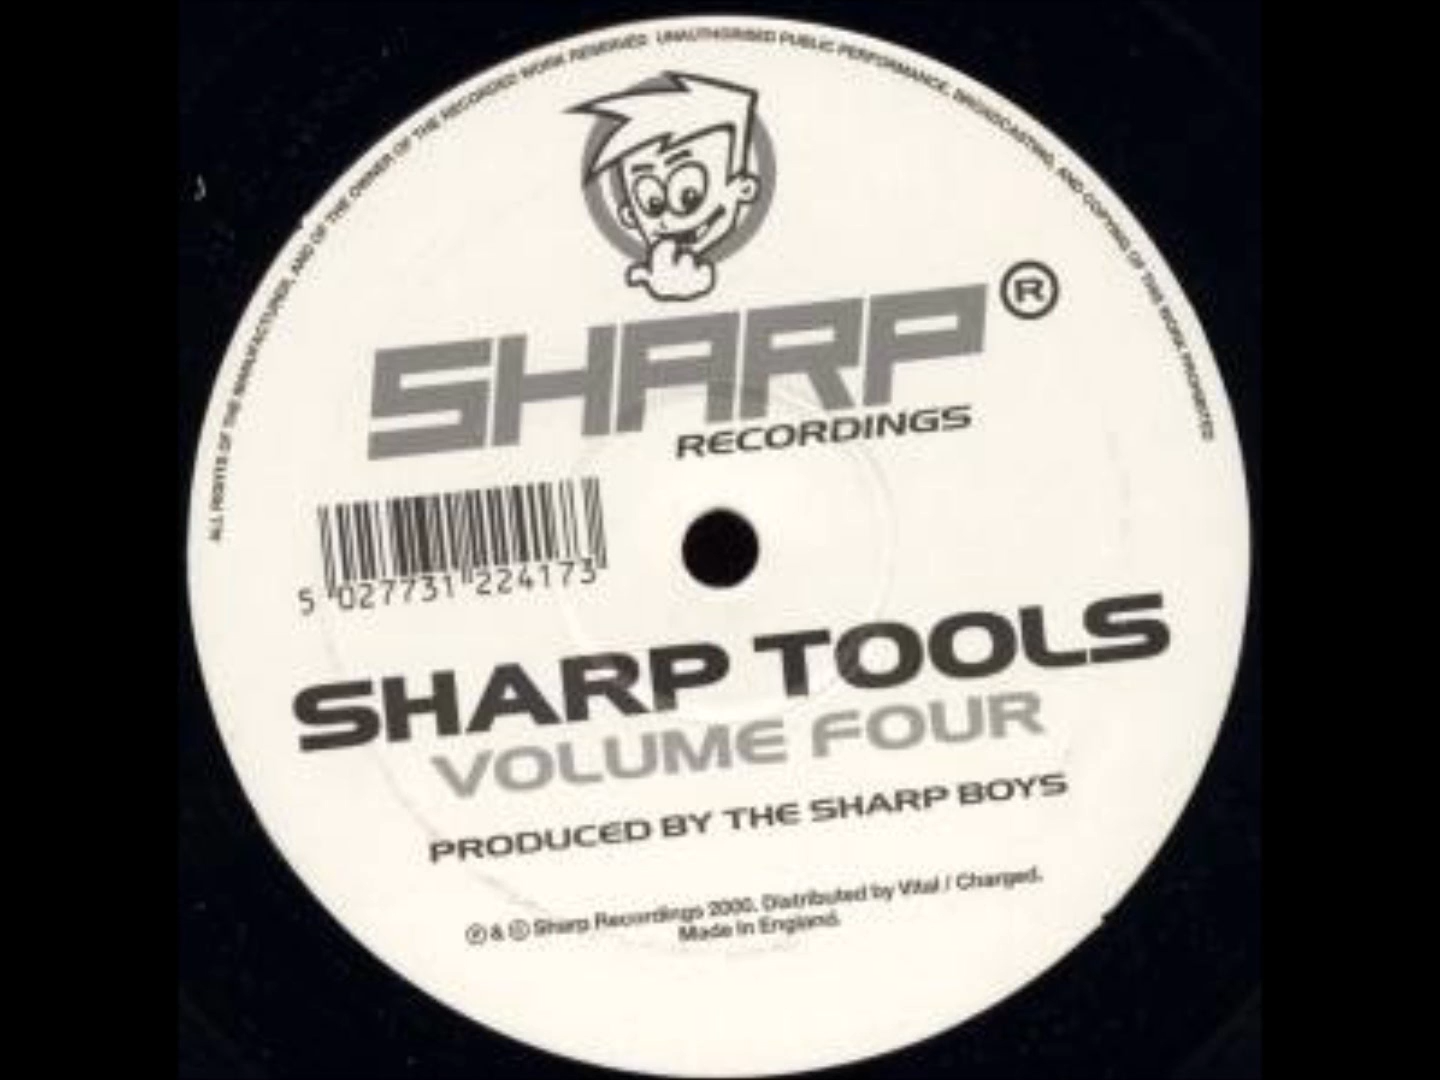 ALL RIGHTS OF THE MANUFACTURER, AND OF THE OWNER OF THE RECORDED WORK RESERVED. UNAUTHORISED PUBLIC PERFORMANCE, BROADCASTING, AND COPYING OF THIS WORK PROHIBITED
SHARP ®
RECORDINGS
5 027731 224173
SHARP TOOLS
VOLUME FOUR
PRODUCED BY THE SHARP BOYS
℗ & © Sharp Recordings 2000. Distributed by Vital / Charged.
Made In England.